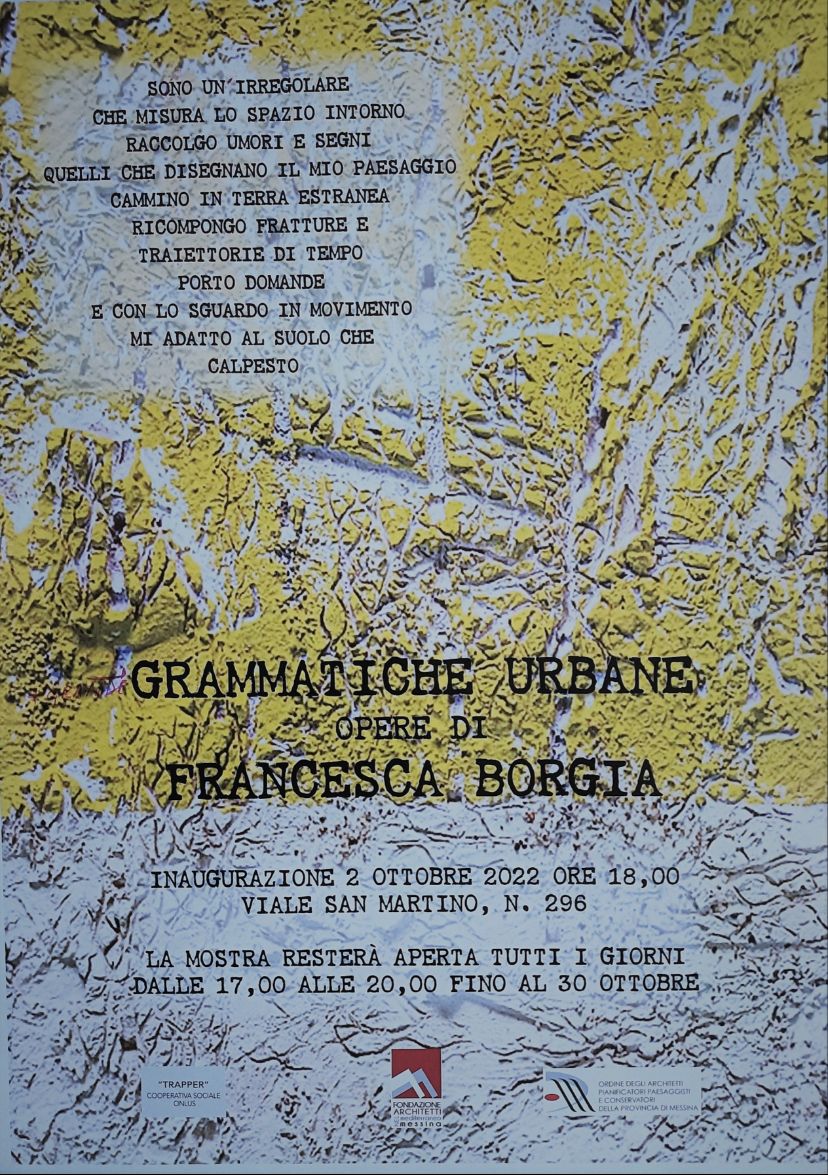 SONO UN'IRREGOLARE
CHE MISURA LO SPAZIO INTORNO
RACCOLGO UMORI E SEGNI
QUELLI CHE DISEGNANO IL MIO PAESAGGIO
CAMMINO IN TERRA ESTRANEA
RICOMPONGO FRATTURE E
TRAIETTORIE DI TEMPO
PORTO DOMANDE
E CON LO SGUARDO IN MOVIMENTO
MI ADATTO AL SUOLO CHE
CALPESTO
GRAMMATICHE URBANE
OPERE DI
FRANCESCA BORGIA
INAUGURAZIONE 2 OTTOBRE 2022 ORE 18,00
VIALE SAN MARTINO, N. 296
LA MOSTRA RESTERÀ APERTA TUTTI I GIORNI
DALLE 17,00 ALLE 20,00 FINO AL 30 OTTOBRE
"TRAPPER"
COOPERATIVA SOCIALE
ONLUS
FONDAZIONE
ARCHITETTI
mediterraneo
messina
ORDINE DEGLI ARCHITETTI
PIANIFICATORI PAESAGGISTI
E CONSERVATORI
DELLA PROVINCIA DI MESSINA